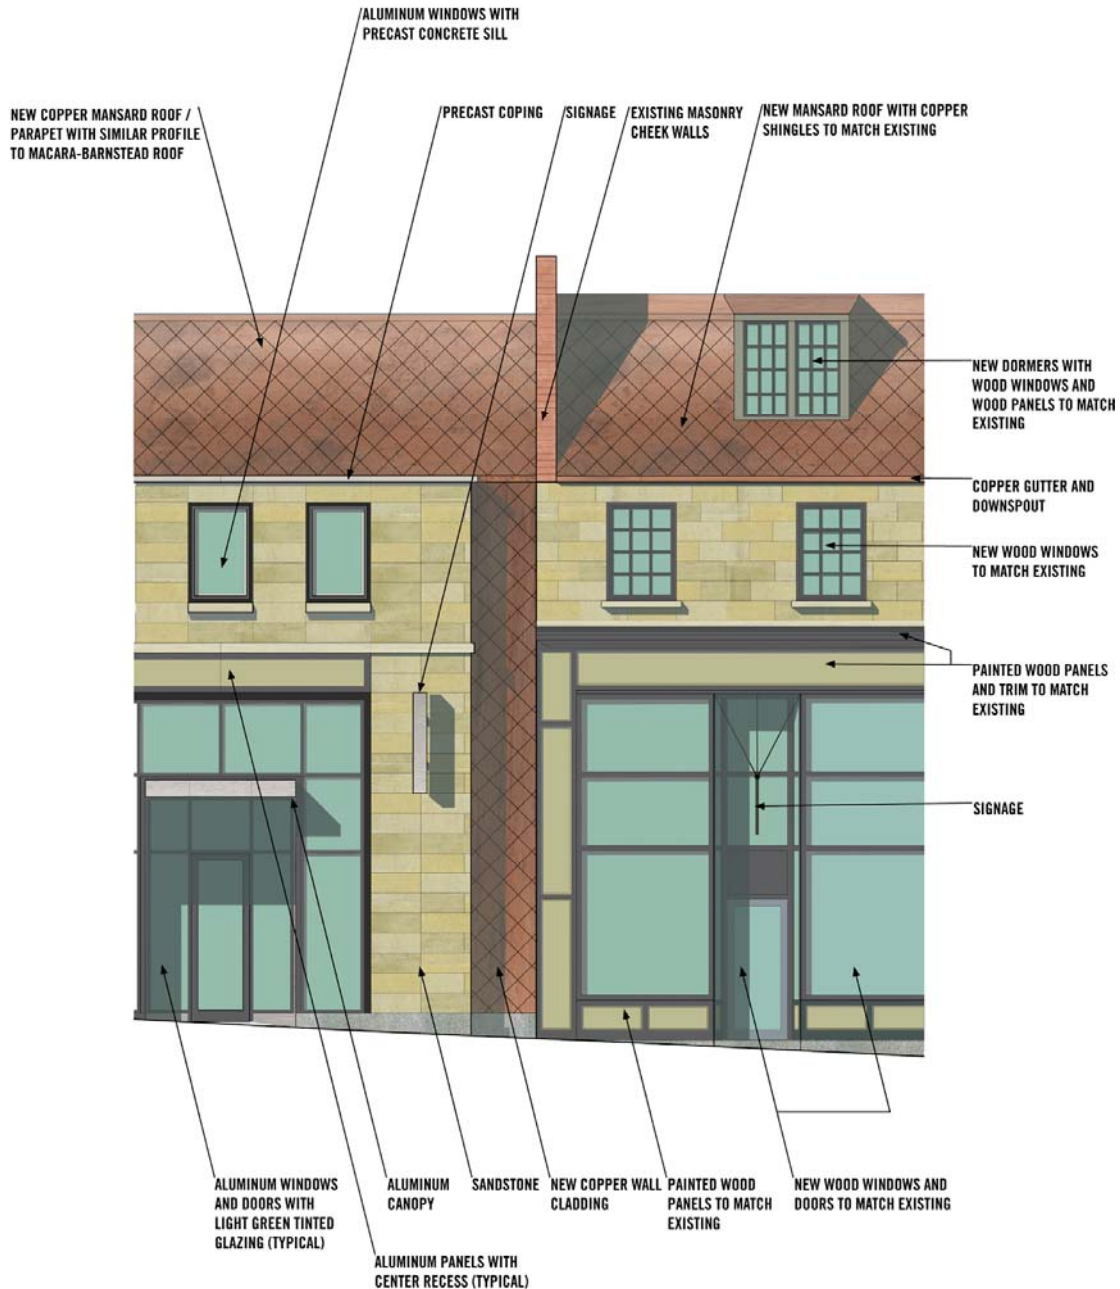 ALUMINUM WINDOWS WITH
PRECAST CONCRETE SILL
NEW COPPER MANSARD ROOF /
PARAPET WITH SIMILAR PROFILE
TO MACARA-BARNSTEAD ROOF
PRECAST COPING
SIGNAGE
EXISTING MASONRY
CHEEK WALLS
NEW MANSARD ROOF WITH COPPER
SHINGLES TO MATCH EXISTING
NEW DORMERS WITH
WOOD WINDOWS AND
WOOD PANELS TO MATCH
EXISTING
COPPER GUTTER AND
DOWNSPOUT
NEW WOOD WINDOWS
TO MATCH EXISTING
PAINTED WOOD PANELS
AND TRIM TO MATCH
EXISTING
SIGNAGE
ALUMINUM WINDOWS
AND DOORS WITH
LIGHT GREEN TINTED
GLAZING (TYPICAL)
ALUMINUM
CANOPY
SANDSTONE
NEW COPPER WALL
CLADDING
PAINTED WOOD
PANELS TO MATCH
EXISTING
NEW WOOD WINDOWS AND
DOORS TO MATCH EXISTING
ALUMINUM PANELS WITH
CENTER RECESS (TYPICAL)